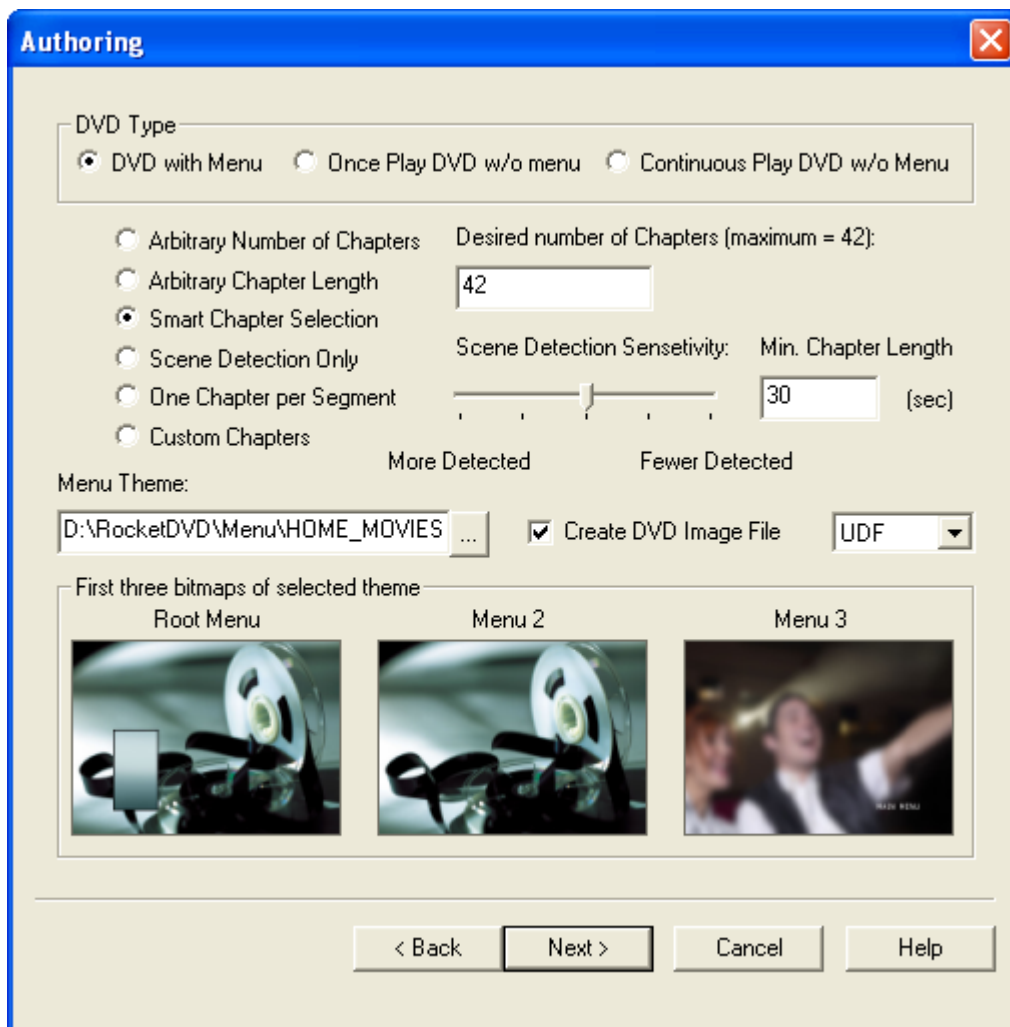 Authoring
DVD Type
DVD with Menu Once Play DVD w/o menu Continuous Play DVD w/o Menu
Arbitrary Number of Chapters
Arbitrary Chapter Length
Smart Chapter Selection
Scene Detection Only
One Chapter per Segment
Custom Chapters
Desired number of Chapters (maximum = 42):
42
Scene Detection Sensetivity: Min. Chapter Length
30 (sec)
More Detected Fewer Detected
Menu Theme:
D:\RocketDVD\Menu\HOME_MOVIES ... Create DVD Image File UDF
First three bitmaps of selected theme
Root Menu Menu 2 Menu 3
MAIN MENU
< Back Next > Cancel Help